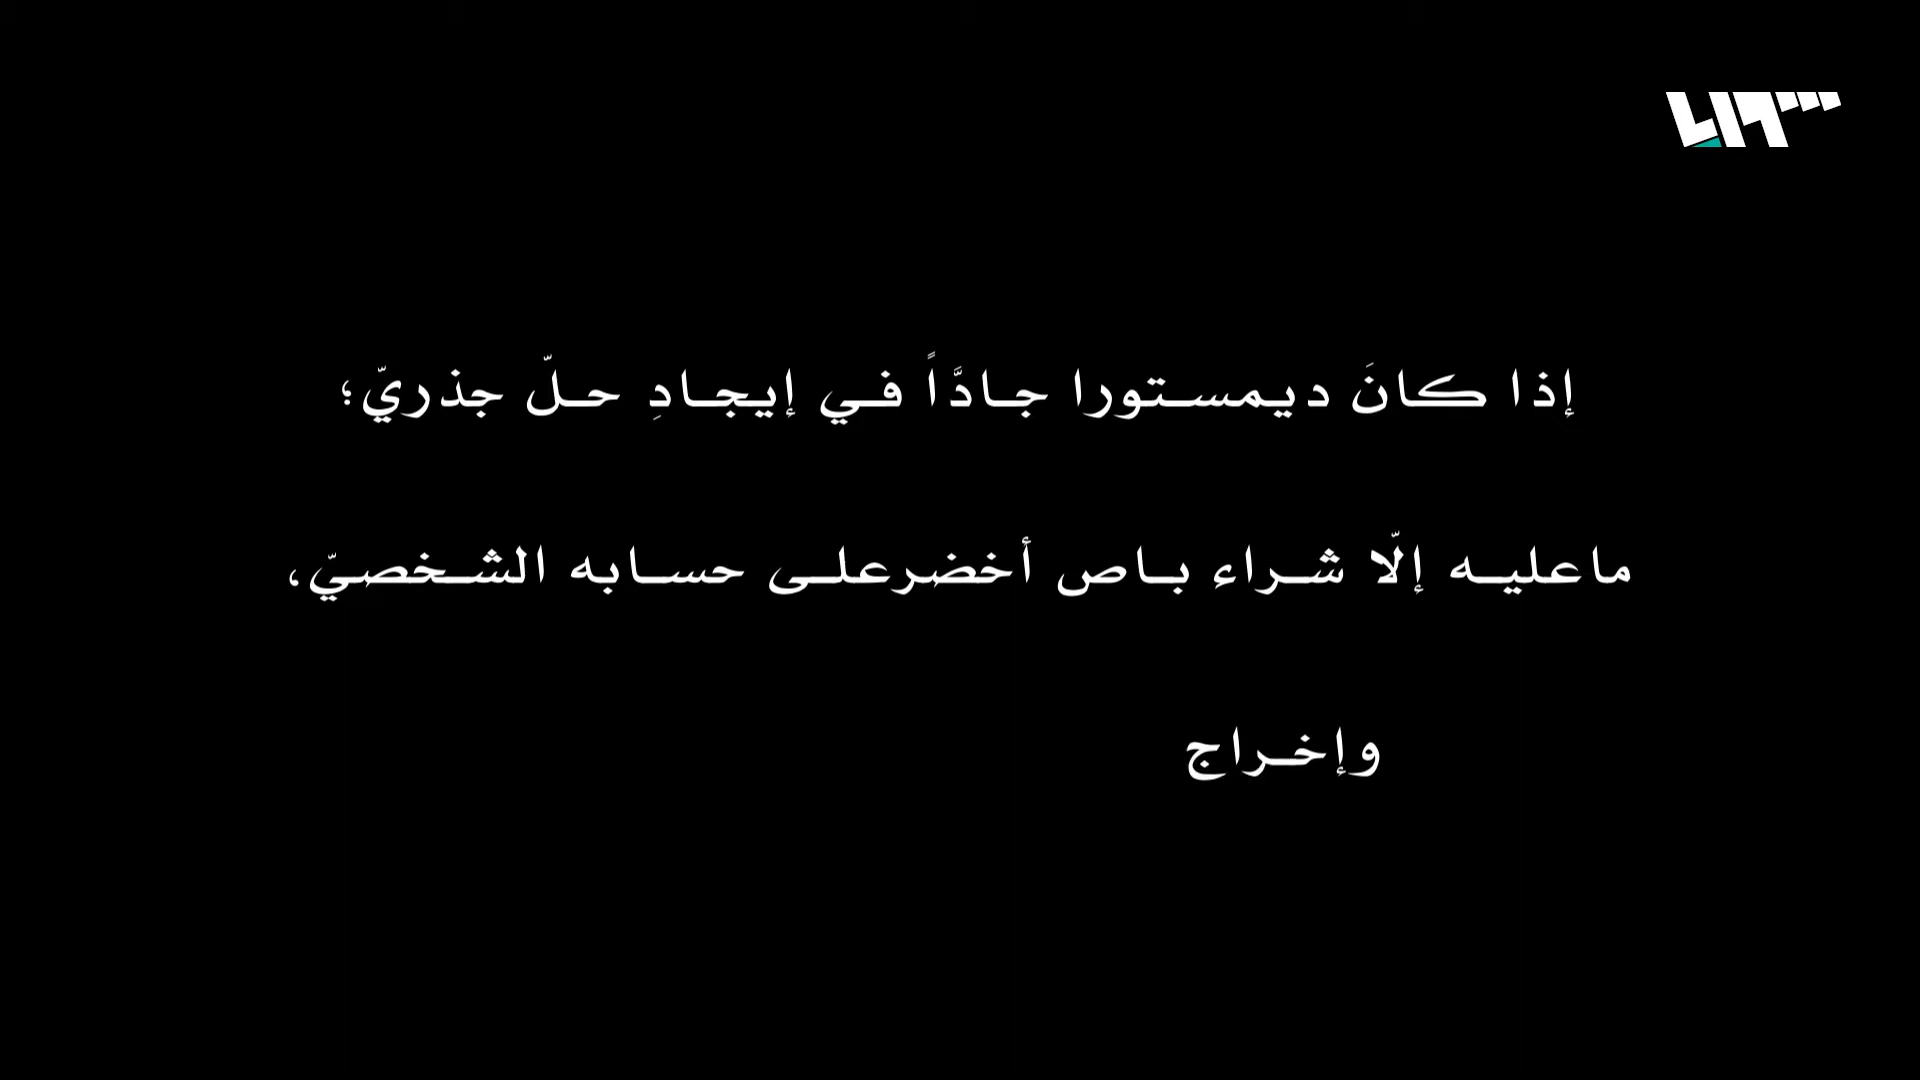 إذا كانَ ديمستورا جادَّاً في إيجادِ حلّ جذريّ؛
ماعليه إلّا شراء باص أخضرعلى حسابه الشخصيّ،
وإخراج